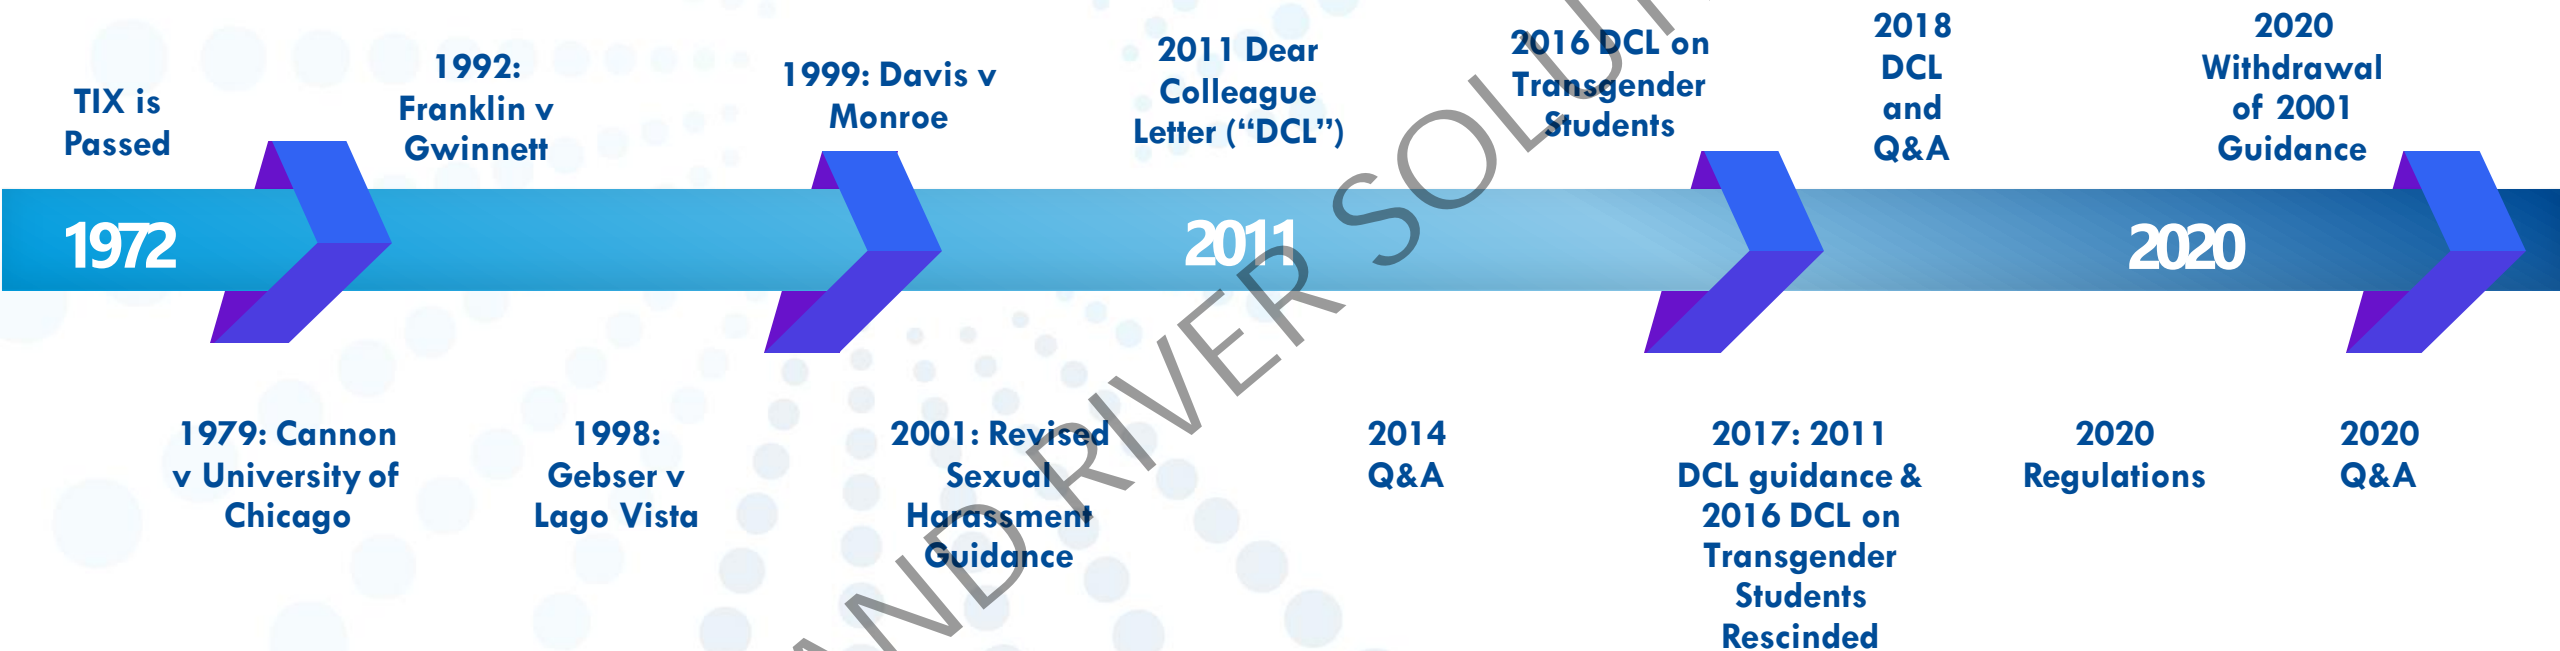 TIX is
Passed
1992:
Franklin v
Gwinnett
1999: Davis v
Monroe
2011 Dear
Colleague
Letter (“DCL”)
2016 DCL on
Transgender
Students
2018
DCL
and
Q&A
2020
Withdrawal
of 2001
Guidance
1972
2011
2020
1979: Cannon
v University of
Chicago
1998:
Gebser v
Lago Vista
2001: Revised
Sexual
Harassment
Guidance
2014
Q&A
2017: 2011
DCL guidance &
2016 DCL on
Transgender
Students
Rescinded
2020
Regulations
2020
Q&A
RIVER